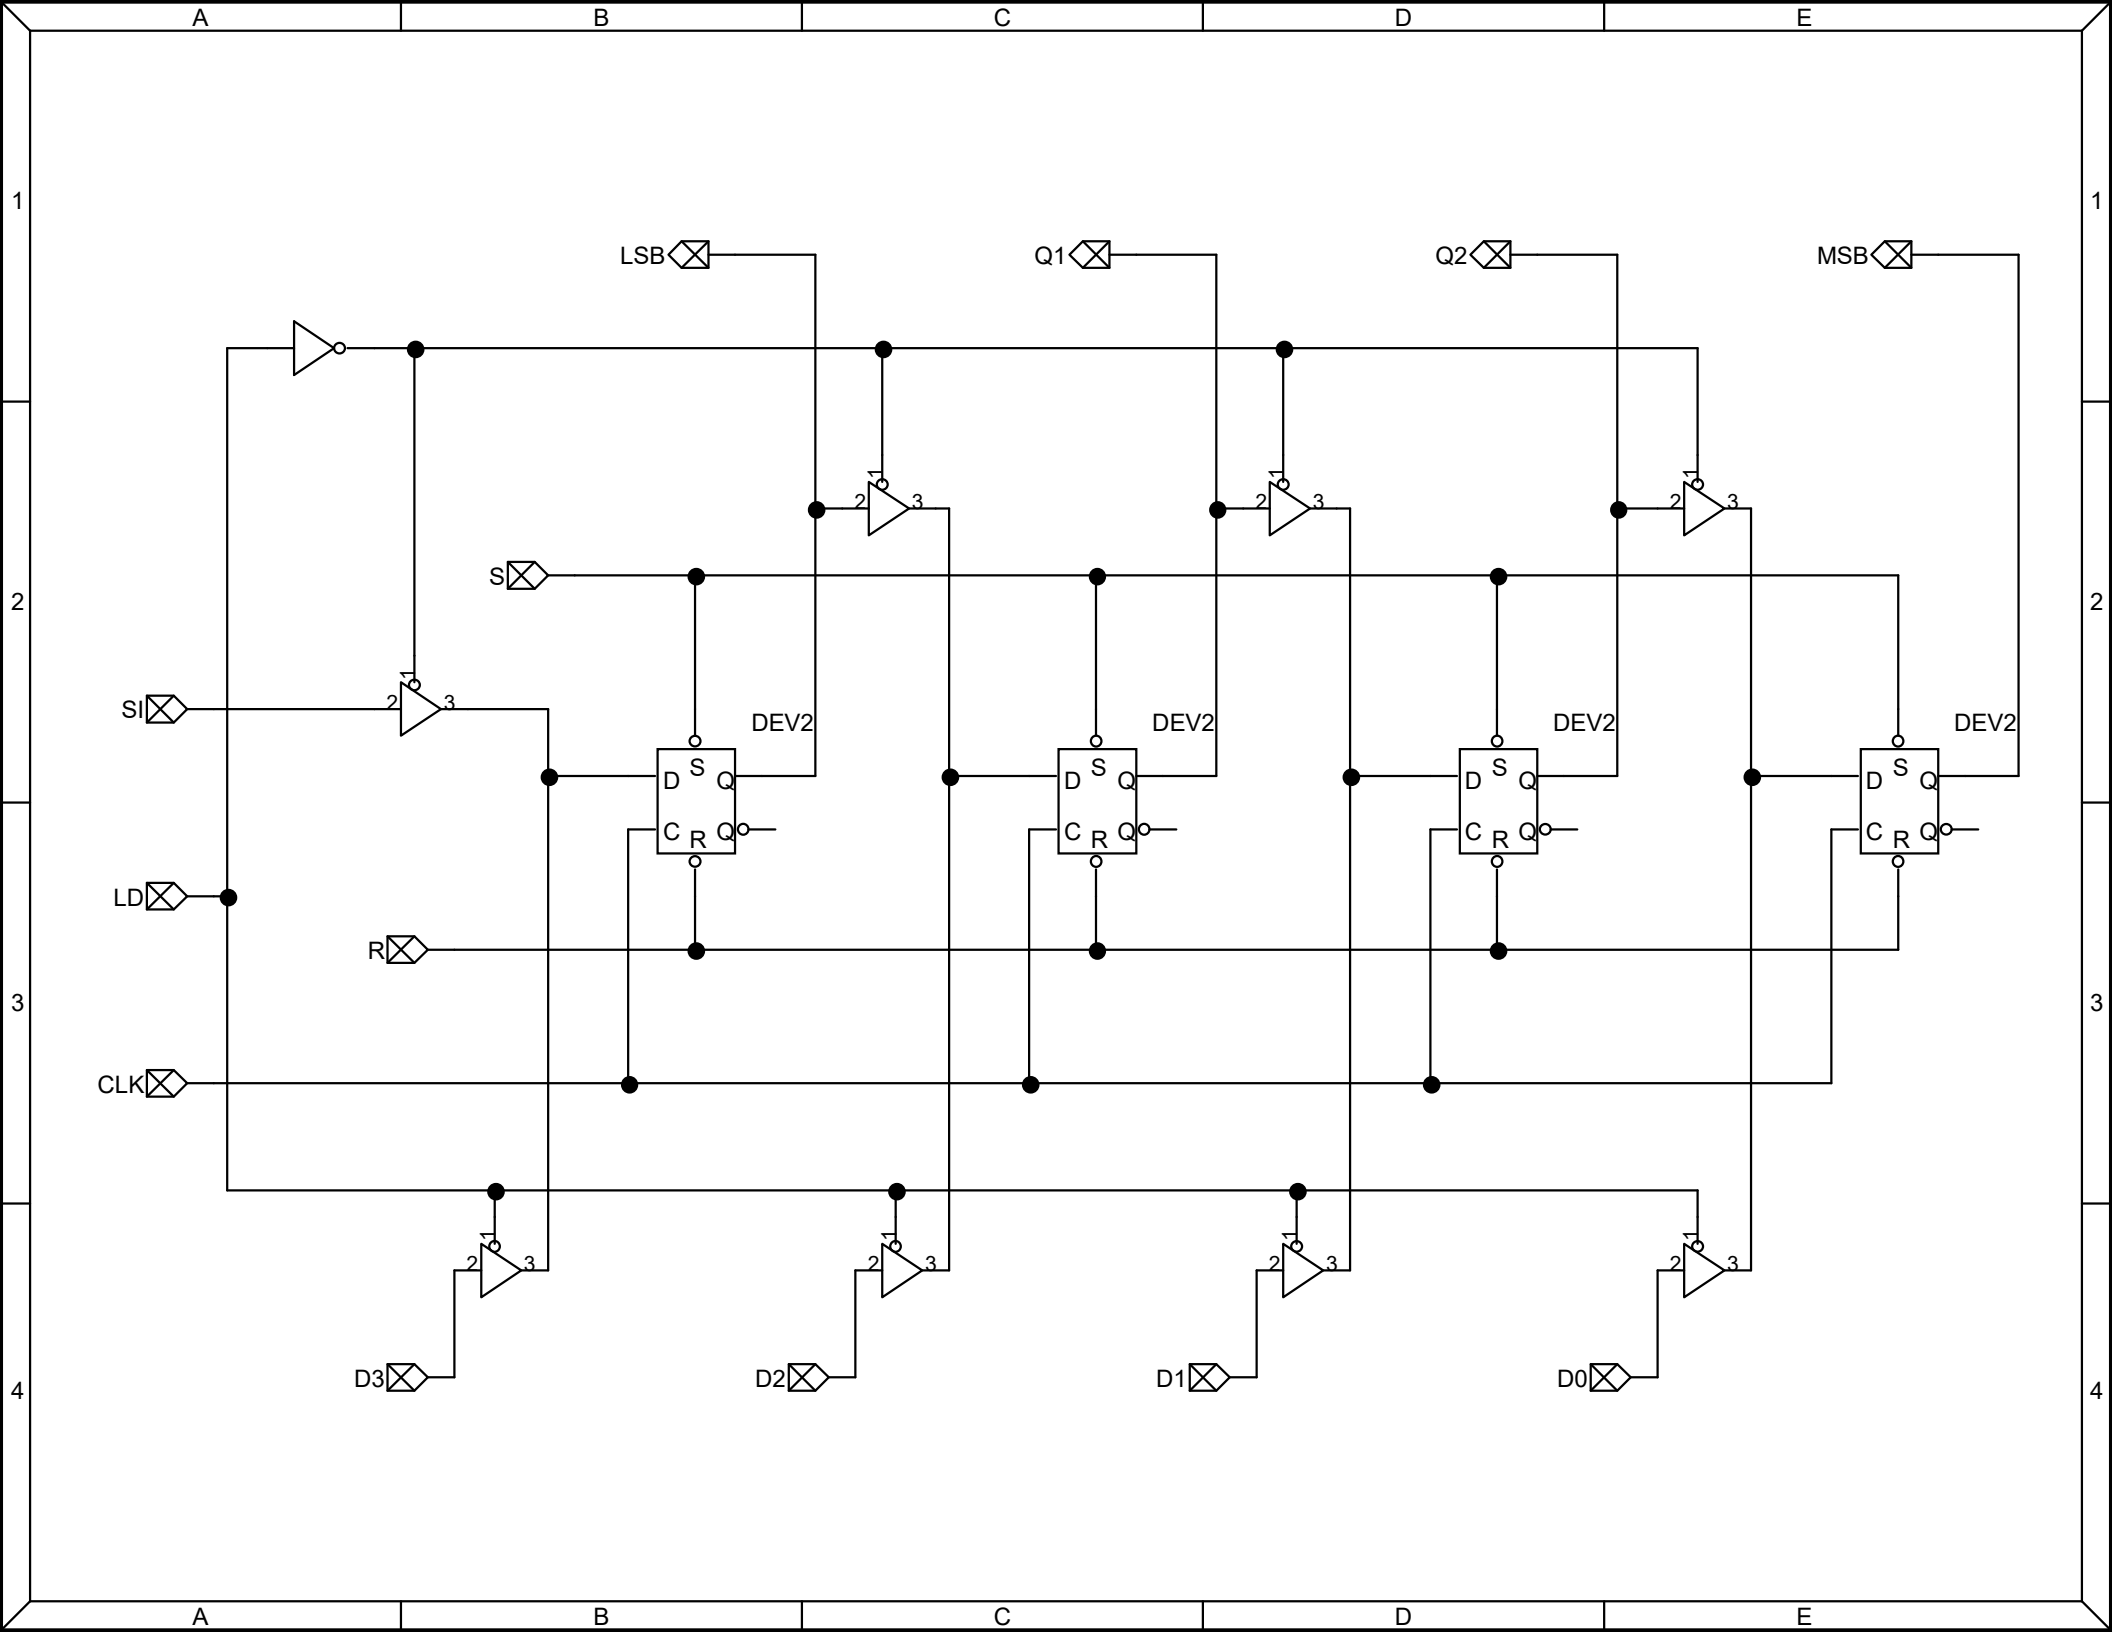 A B C D E
1 1
LSB Q1 Q2 MSB
1 1 1
2 3 2 3 2 3
S
2 2
1
SI 2 3
DEV2 DEV2 DEV2 DEV2
S S S S
D Q D Q D Q D Q
C R Q C R Q C R Q C R Q
LD
R
3 3
CLK
1 1 1 1
2 3 2 3 2 3 2 3
D3 D2 D1 D0
4 4
A B C D E